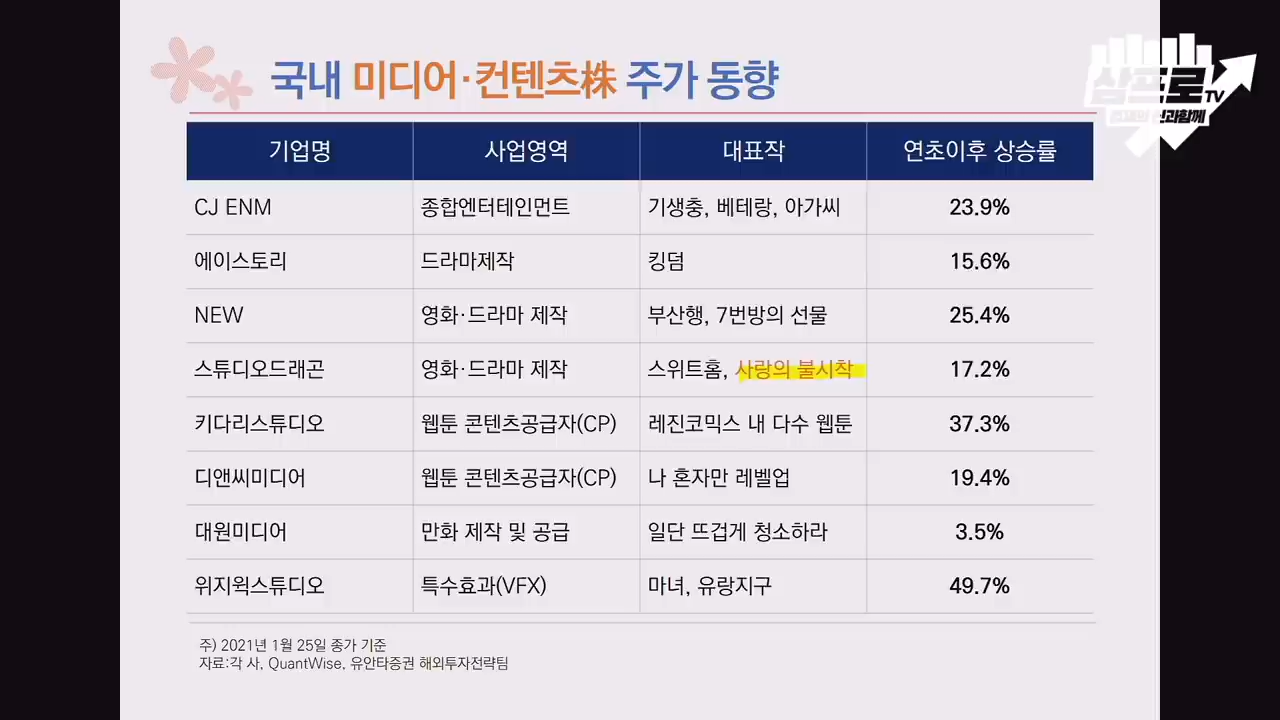 국내 미디어·컨텐츠株 주가 동향
삼프로TV
경제의 신과함께
기업명 사업영역 대표작 연초이후 상승률
CJ ENM 종합엔터테인먼트 기생충, 베테랑, 아가씨 23.9%
에이스토리 드라마제작 킹덤 15.6%
NEW 영화·드라마 제작 부산행, 7번방의 선물 25.4%
스튜디오드래곤 영화·드라마 제작 스위트홈, 사랑의 불시착 17.2%
키다리스튜디오 웹툰 콘텐츠공급자(CP) 레진코믹스 내 다수 웹툰 37.3%
디앤씨미디어 웹툰 콘텐츠공급자(CP) 나 혼자만 레벨업 19.4%
대원미디어 만화 제작 및 공급 일단 뜨겁게 청소하라 3.5%
위지윅스튜디오 특수효과(VFX) 마녀, 유랑지구 49.7%
주) 2021년 1월 25일 종가 기준
자료:각 사, QuantWise, 유안타증권 해외투자전략팀